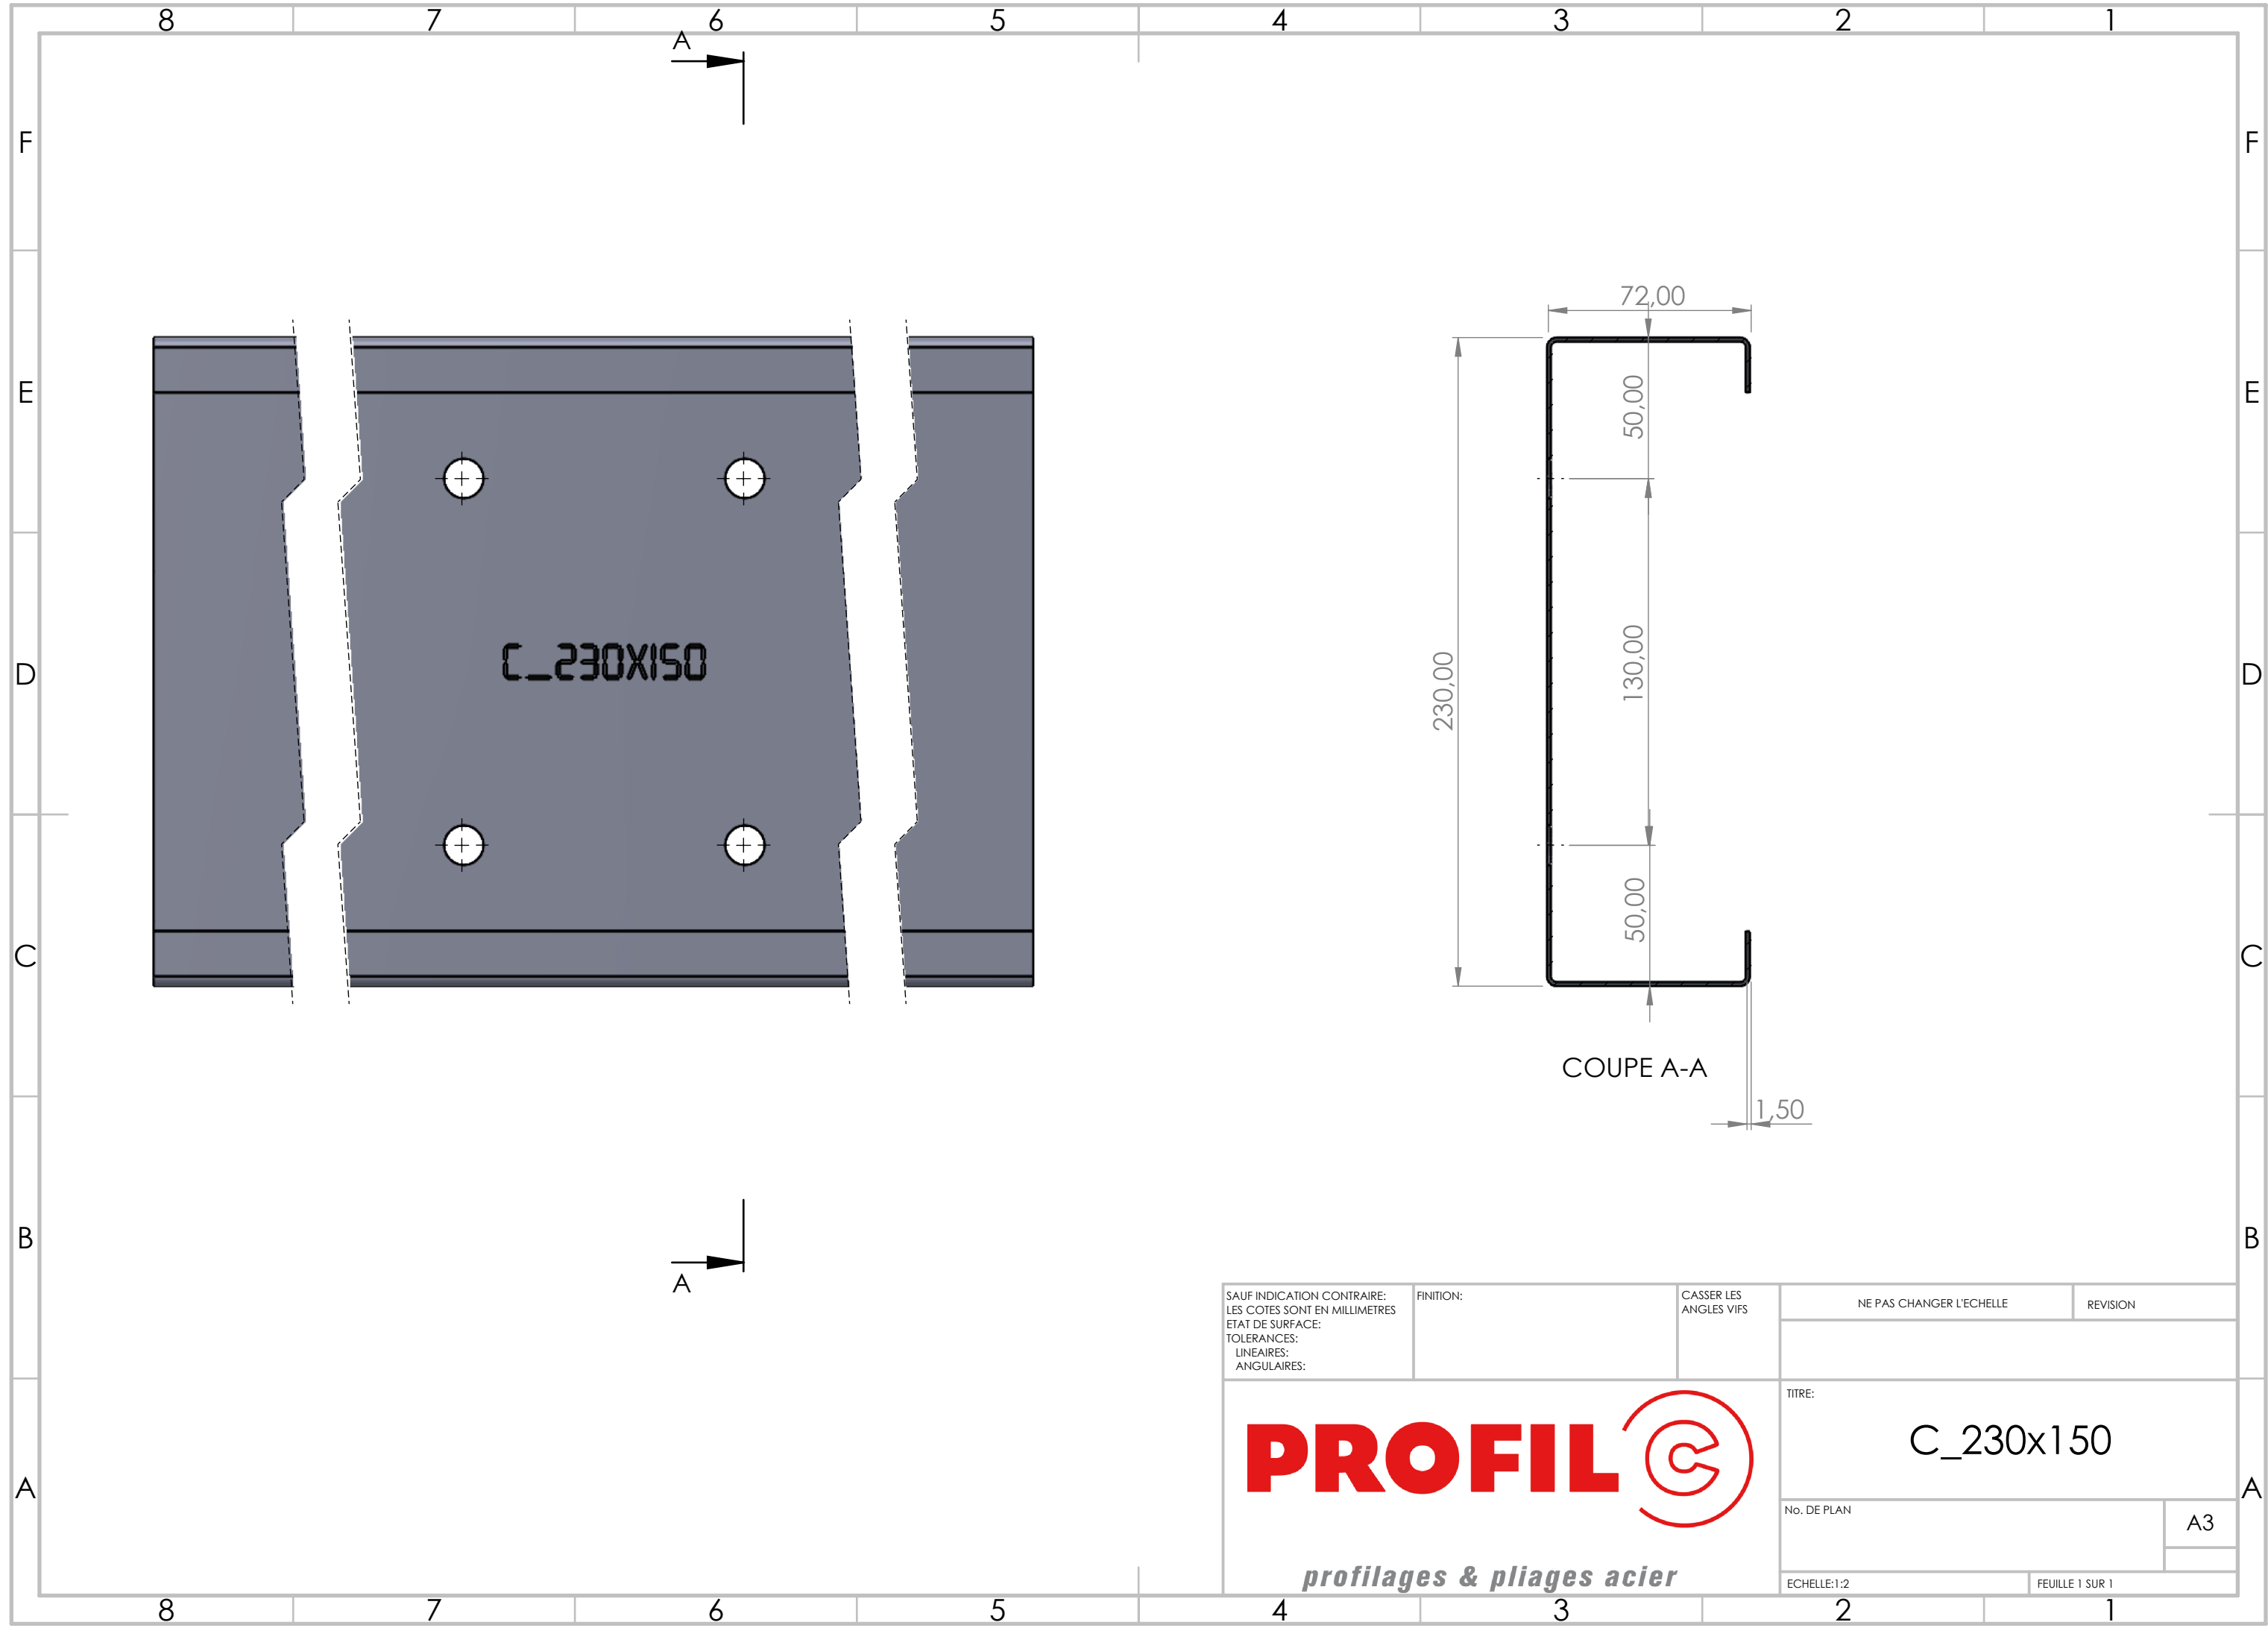 8 7 6 5 4 3 2 1
A
F F
72,00
E E
50,00
C_230X150
130,00
230,00
D D
50,00
C C
COUPE A-A
1,50
B B
A
SAUF INDICATION CONTRAIRE:
LES COTES SONT EN MILLIMETRES
ETAT DE SURFACE:
TOLERANCES:
LINEAIRES:
ANGULAIRES:
FINITION:
CASSER LES
ANGLES VIFS
NE PAS CHANGER L'ECHELLE
REVISION
PROFIL C
profilages & pliages acier
TITRE:
C_230x150
No. DE PLAN
A3
ECHELLE:1:2
FEUILLE 1 SUR 1
A A
8 7 6 5 4 3 2 1